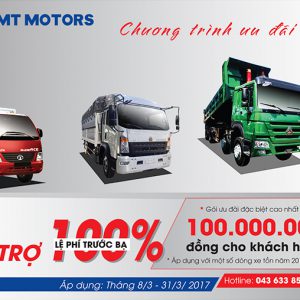 MT MOTORS
Chương trình ưu đãi
TRỢ 100% LỆ PHÍ TRƯỚC BẠ
* Gói ưu đãi đặc biệt cao nhất
100.000.00
đồng cho khách h
* Áp dụng với một số dòng xe tồn năm 20
Áp dụng: Tháng 8/3 - 31/3/ 2017
Hotline: 043 633 85